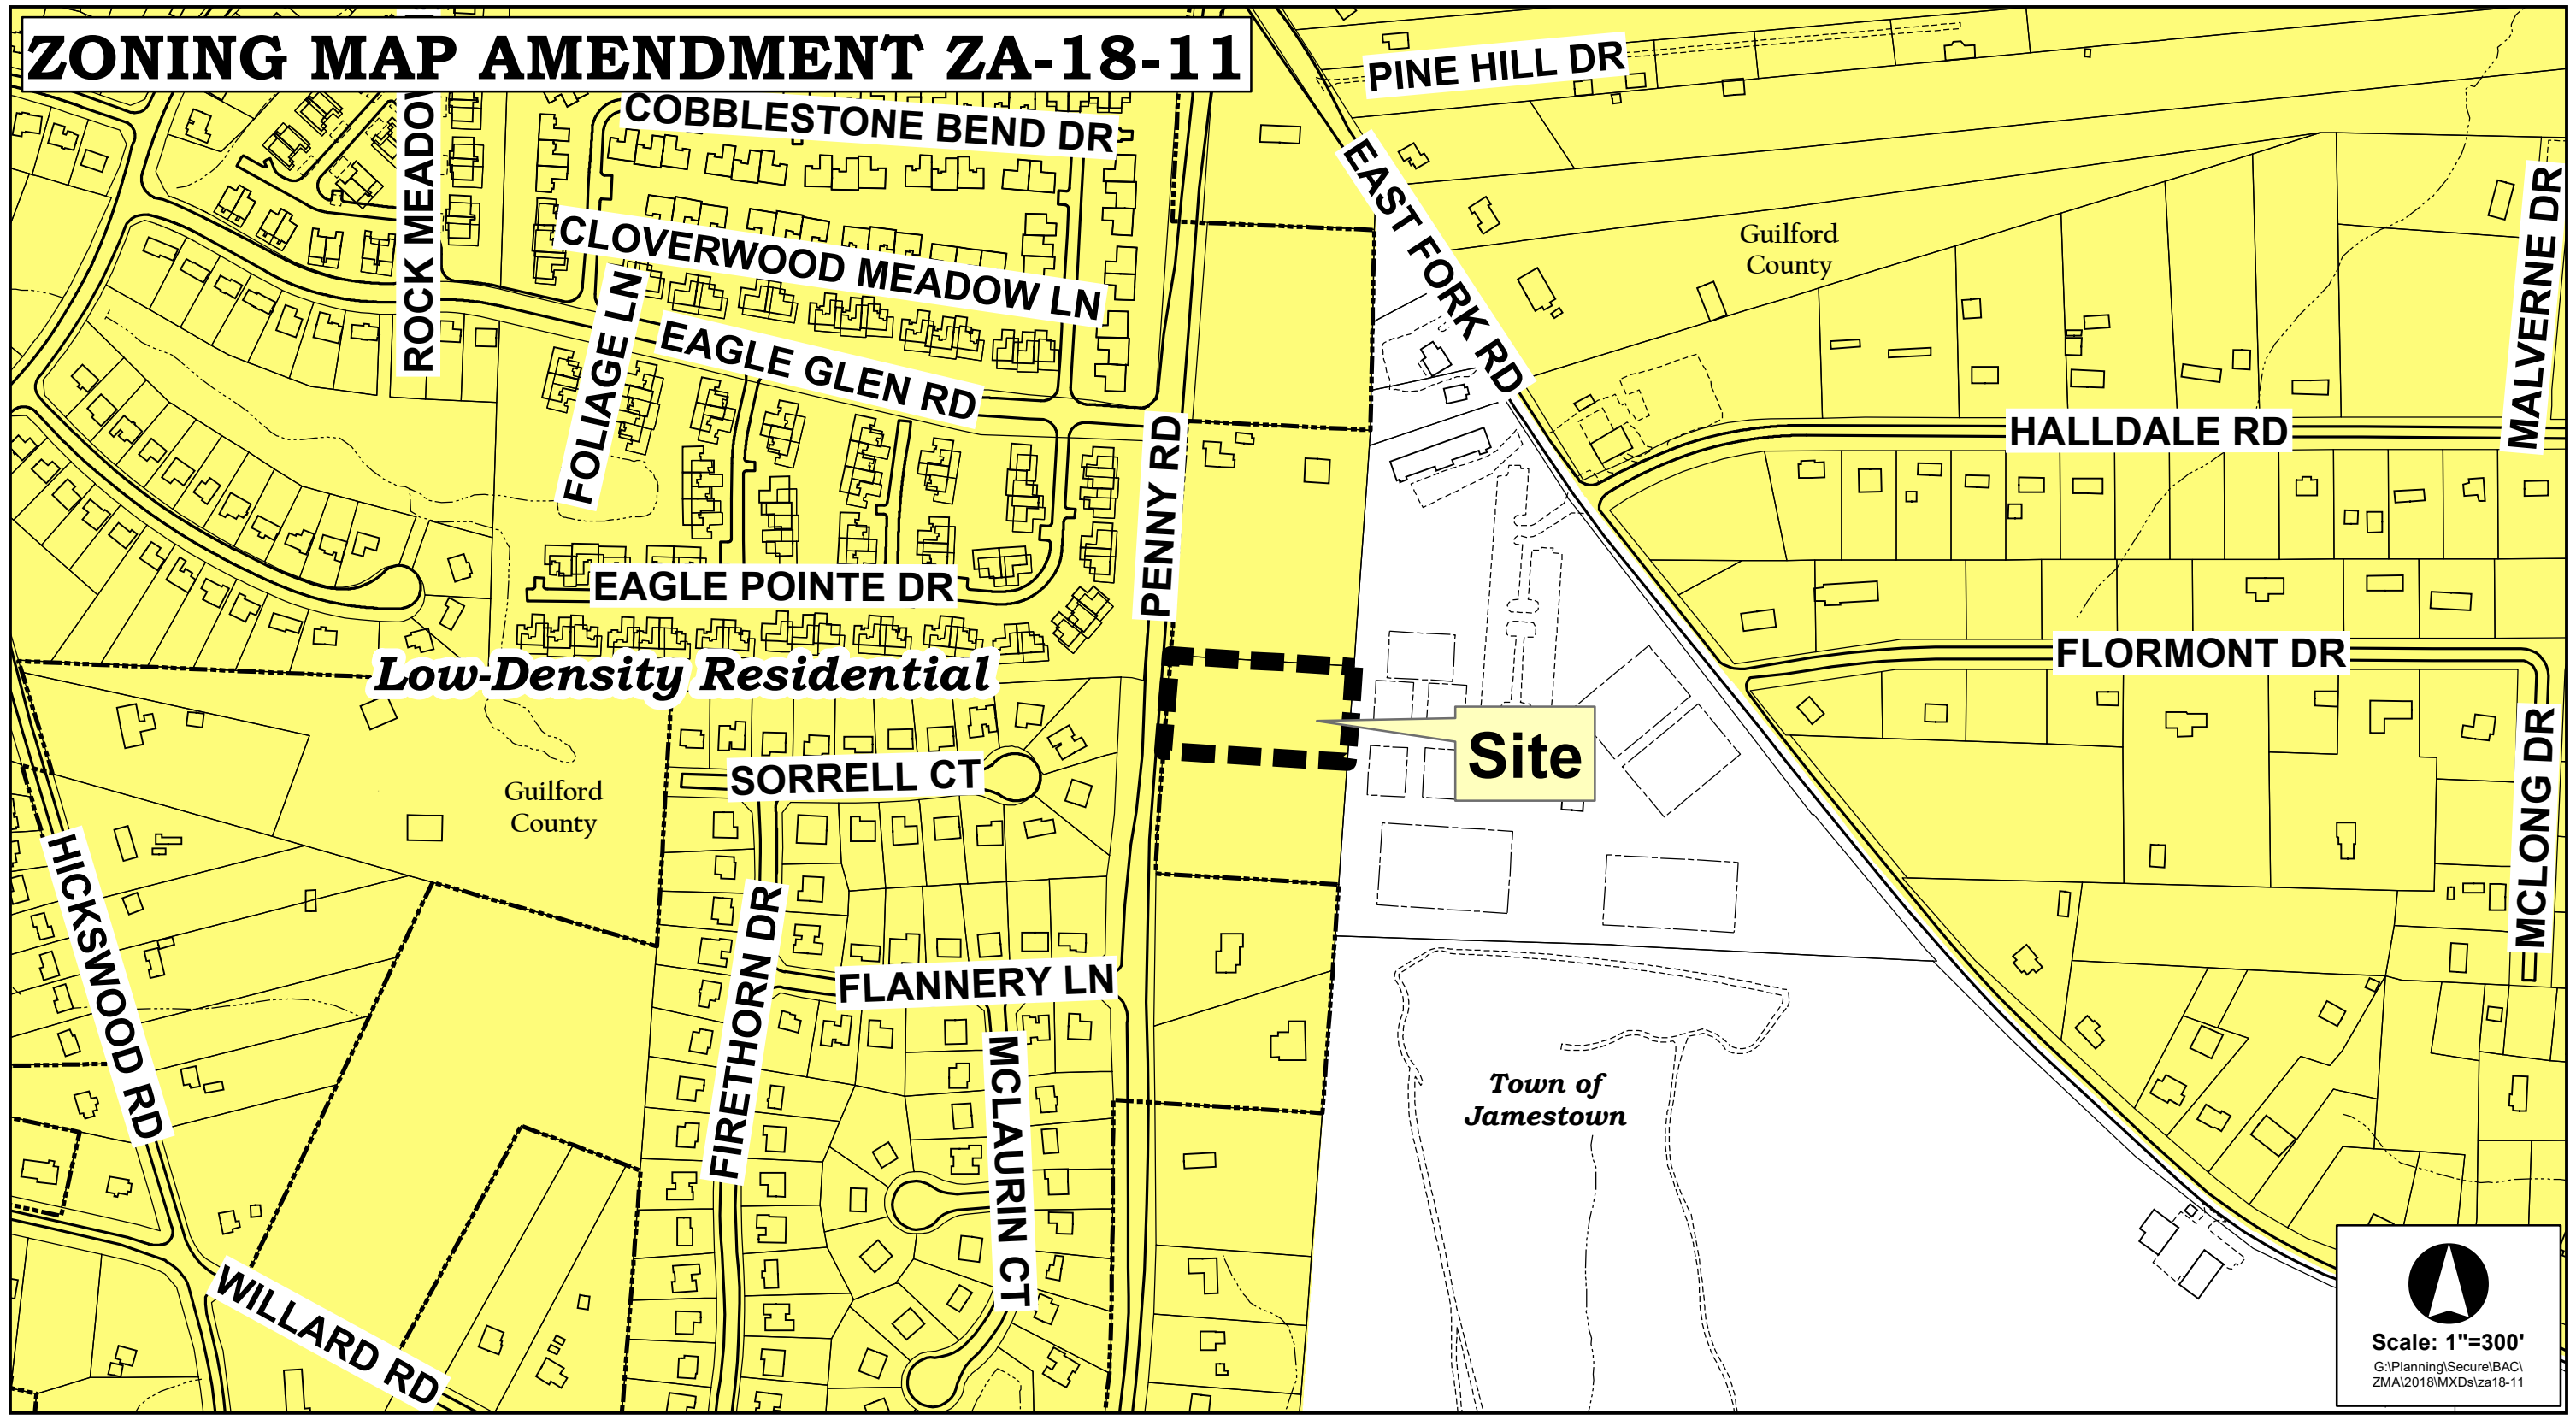 ZONING MAP AMENDMENT ZA-18-11
PINE HILL DR
COBBLESTONE BEND DR
ROCK MEADOW
EAST FORK RD
CLOVERWOOD MEADOW LN
Guilford
County
MALVERNE DR
FOLIAGE LN
EAGLE GLEN RD
HALLDALE RD
PENNY RD
EAGLE POINTE DR
FLORMONT DR
Low-Density Residential
Site
SORRELL CT
Guilford
County
MCLONG DR
HICKSWOOD RD
FIRETHORN DR
FLANNERY LN
MCLAURIN CT
Town of
Jamestown
WILLARD RD
Scale: 1"=300'
G:\Planning\Secure\BAC\
ZMA\2018\MXDs\za18-11